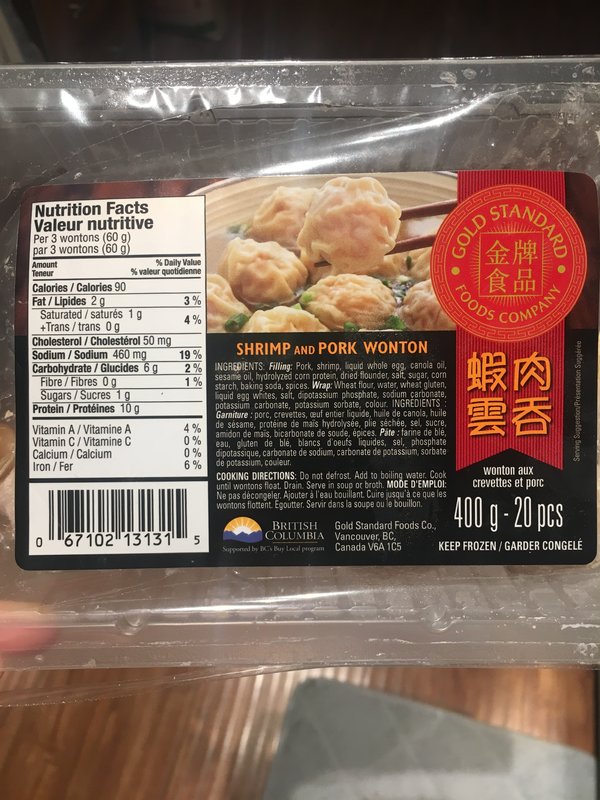 Nutrition Facts
Valeur nutritive
Per 3 wontons (60 g)
par 3 wontons (60 g)
Amount % Daily Value
Teneur % valeur quotidienne
Calories / Calories 90
Fat / Lipides 2 g 3 %
Saturated / saturés 1 g 4 %
+Trans / trans 0 g
Cholesterol / Cholestérol 50 mg
Sodium / Sodium 460 mg 19 %
Carbohydrate / Glucides 6 g 2 %
Fibre / Fibres 0 g 1 %
Sugars / Sucres 1 g
Protein / Protéines 10 g
Vitamin A / Vitamine A 4 %
Vitamin C / Vitamine C 0 %
Calcium / Calcium 0 %
Iron / Fer 6 %
0 67102 13131 5
SHRIMP AND PORK WONTON
INGREDIENTS: Filling: Pork, shrimp, liquid whole egg, canola oil,
sesame oil, hydrolyzed corn protein, dried flounder, salt, sugar, corn
starch, baking soda, spices. Wrap: Wheat flour, water, wheat gluten,
liquid egg whites, salt, dipotassium phosphate, sodium carbonate,
potassium carbonate, potassium sorbate, colour. INGREDIENTS :
Garniture : porc, crevettes, œuf entier liquide, huile de canola, huile
de sésame, protéine de maïs hydrolysée, plie séchée, sel, sucre,
amidon de maïs, bicarbonate de soude, épices. Pâte : farine de blé,
eau, gluten de blé, blancs d'oeufs liquides, sel, phosphate
dipotassique, carbonate de sodium, carbonate de potassium, sorbate
de potassium, couleur.
COOKING DIRECTIONS: Do not defrost. Add to boiling water. Cook
until wontons float. Drain. Serve in soup or broth. MODE D'EMPLOI:
Ne pas décongeler. Ajouter à l'eau bouillant. Cuire jusqu'à ce que les
wontons flottent. Egoutter. Servir dans la soupe ou le bouillon.
BRITISH
COLUMBIA
Supported by BC's Buy Local program
Gold Standard Foods Co.,
Vancouver, BC,
Canada V6A 1C5
GOLD STANDARD
金牌
食品
FOODS COMPANY
蝦肉
雲吞
Serving Suggestion/Présentation Suggérée
wonton aux
crevettes et porc
400 g - 20 pcs
KEEP FROZEN / GARDER CONGELÉ